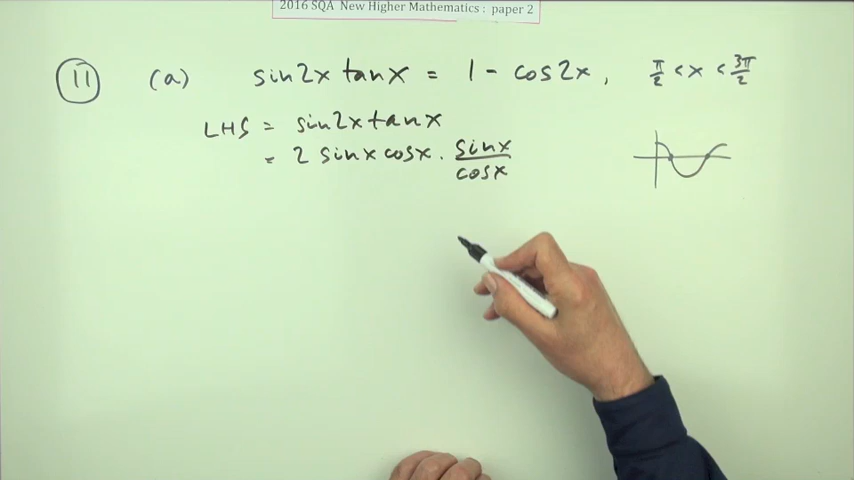 2016 SQA New Higher Mathematics : paper 2
11 (a) sin2x tanx = 1 - cos2x, π/2 < x < 3π/2
LHS = sin2x tanx
= 2 sinx cosx . sinx/cosx